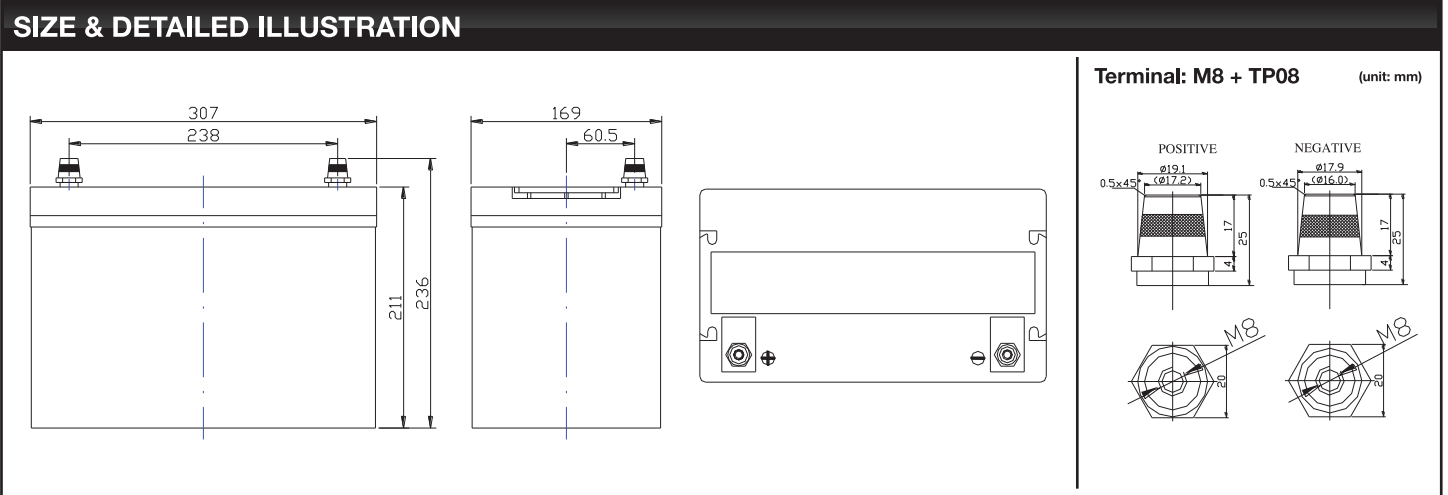 SIZE & DETAILED ILLUSTRATION
307
238
211
236
169
60.5
Terminal: M8 + TP08 (unit: mm)
POSITIVE
ø19.1
(ø17.2)
0.5x45°
17
25
4
M8
20
NEGATIVE
ø17.9
(ø16.0)
0.5x45°
17
25
4
M8
20